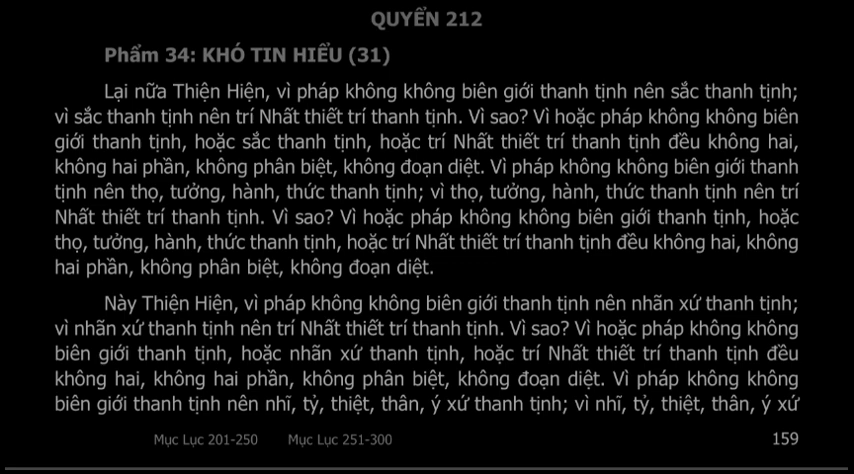 QUYỂN 212
Phẩm 34: KHÓ TIN HIỂU (31)
Lại nữa Thiện Hiện, vì pháp không không biên giới thanh tịnh nên sắc thanh tịnh;
vì sắc thanh tịnh nên trí Nhất thiết trí thanh tịnh. Vì sao? Vì hoặc pháp không không biên
giới thanh tịnh, hoặc sắc thanh tịnh, hoặc trí Nhất thiết trí thanh tịnh đều không hai,
không hai phần, không phân biệt, không đoạn diệt. Vì pháp không không biên giới thanh
tịnh nên thọ, tưởng, hành, thức thanh tịnh; vì thọ, tưởng, hành, thức thanh tịnh nên trí
Nhất thiết trí thanh tịnh. Vì sao? Vì hoặc pháp không không biên giới thanh tịnh, hoặc
thọ, tưởng, hành, thức thanh tịnh, hoặc trí Nhất thiết trí thanh tịnh đều không hai, không
hai phần, không phân biệt, không đoạn diệt.
Này Thiện Hiện, vì pháp không không biên giới thanh tịnh nên nhãn xứ thanh tịnh;
vì nhãn xứ thanh tịnh nên trí Nhất thiết trí thanh tịnh. Vì sao? Vì hoặc pháp không không
biên giới thanh tịnh, hoặc nhãn xứ thanh tịnh, hoặc trí Nhất thiết trí thanh tịnh đều
không hai, không hai phần, không phân biệt, không đoạn diệt. Vì pháp không không
biên giới thanh tịnh nên nhĩ, tỷ, thiệt, thân, ý xứ thanh tịnh; vì nhĩ, tỷ, thiệt, thân, ý xứ
Mục Lục 201-250 Mục Lục 251-300 159